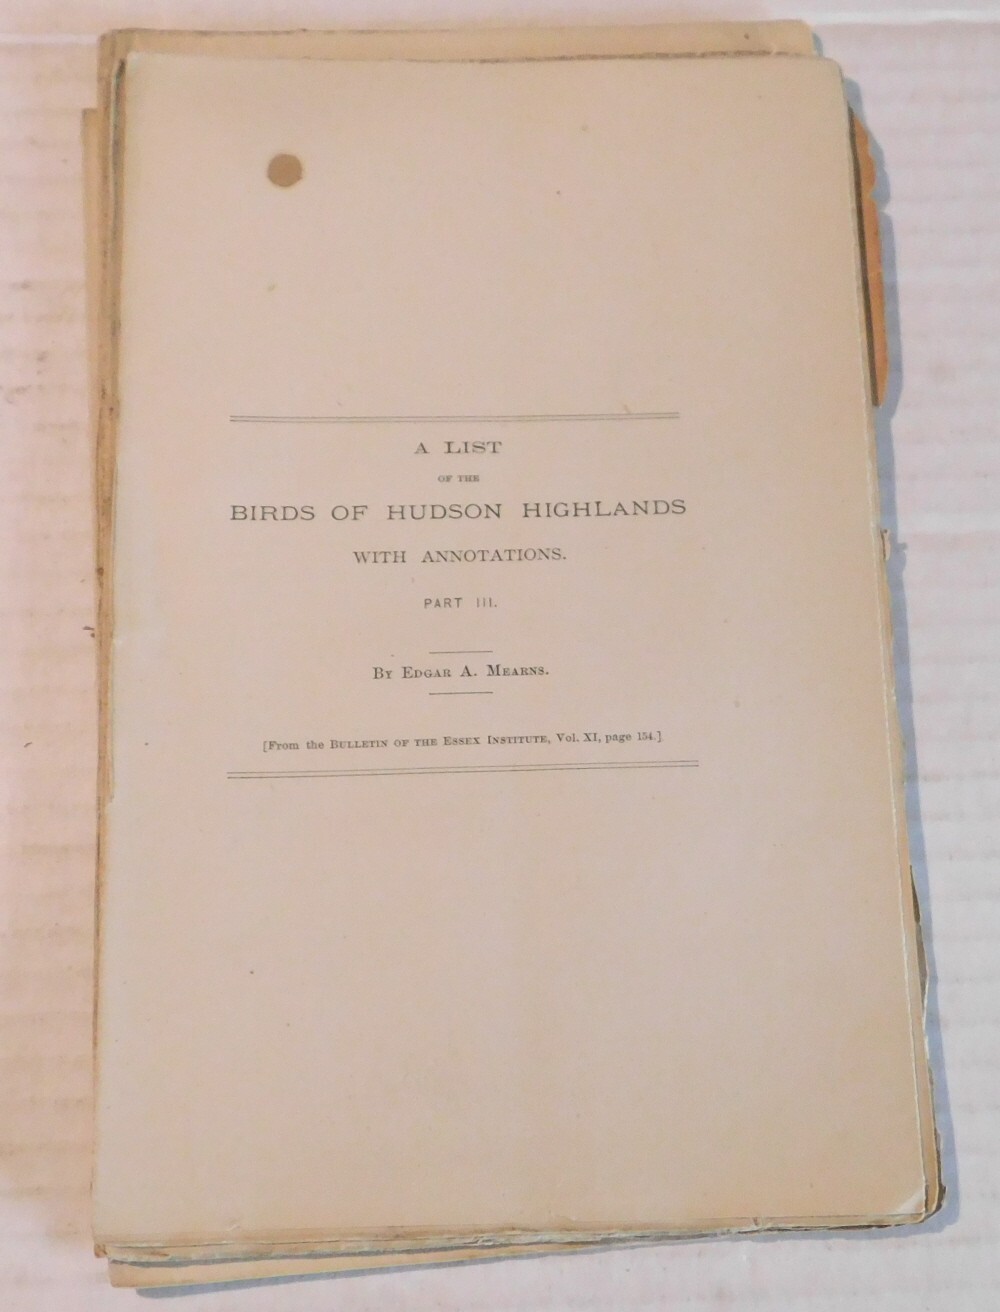 A LIST
OF THE
BIRDS OF HUDSON HIGHLANDS
WITH ANNOTATIONS.
PART III.
By Edgar A. Mearns.
[From the Bulletin of the Essex Institute, Vol. XI, page 154.]